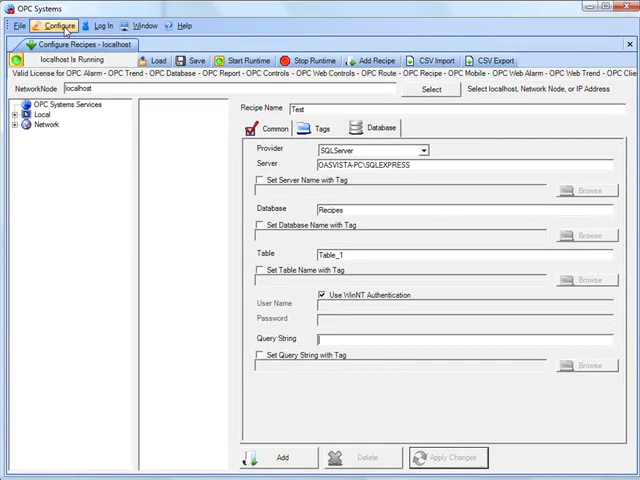 OPC Systems
File Configure Log In Window Help
Configure Recipes - localhost
localhost Is Running Load Save Start Runtime Stop Runtime Add Recipe CSV Import CSV Export
Valid License for OPC Alarm - OPC Trend - OPC Database - OPC Report - OPC Web Controls - OPC Route - OPC Recipe - OPC Mobile - OPC Web Alarm - OPC Web Trend - OPC Clie
NetworkNode localhost Select Select localhost, Network Node, or IP Address
OPC Systems Services
Local
Network
Recipe Name Test
Common Tags Database
Provider SQLServer
Server OASVISTA-PC\SQLEXPRESS
Set Server Name with Tag
Browse
Database Recipes
Set Database Name with Tag
Browse
Table Table_1
Set Table Name with Tag
Browse
Use WinNT Authentication
User Name
Password
Query String
Set Query String with Tag
Browse
Add Delete Apply Changes